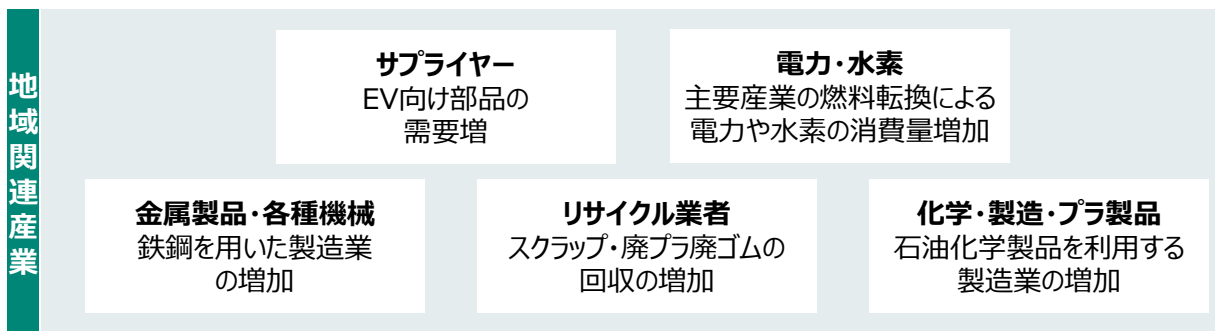 地域関連産業
サプライヤー
EV向け部品の
需要増
電力・水素
主要産業の燃料転換による
電力や水素の消費量増加
金属製品・各種機械
鉄鋼を用いた製造業
の増加
リサイクル業者
スクラップ・廃プラ廃ゴムの
回収の増加
化学・製造・プラ製品
石油化学製品を利用する
製造業の増加